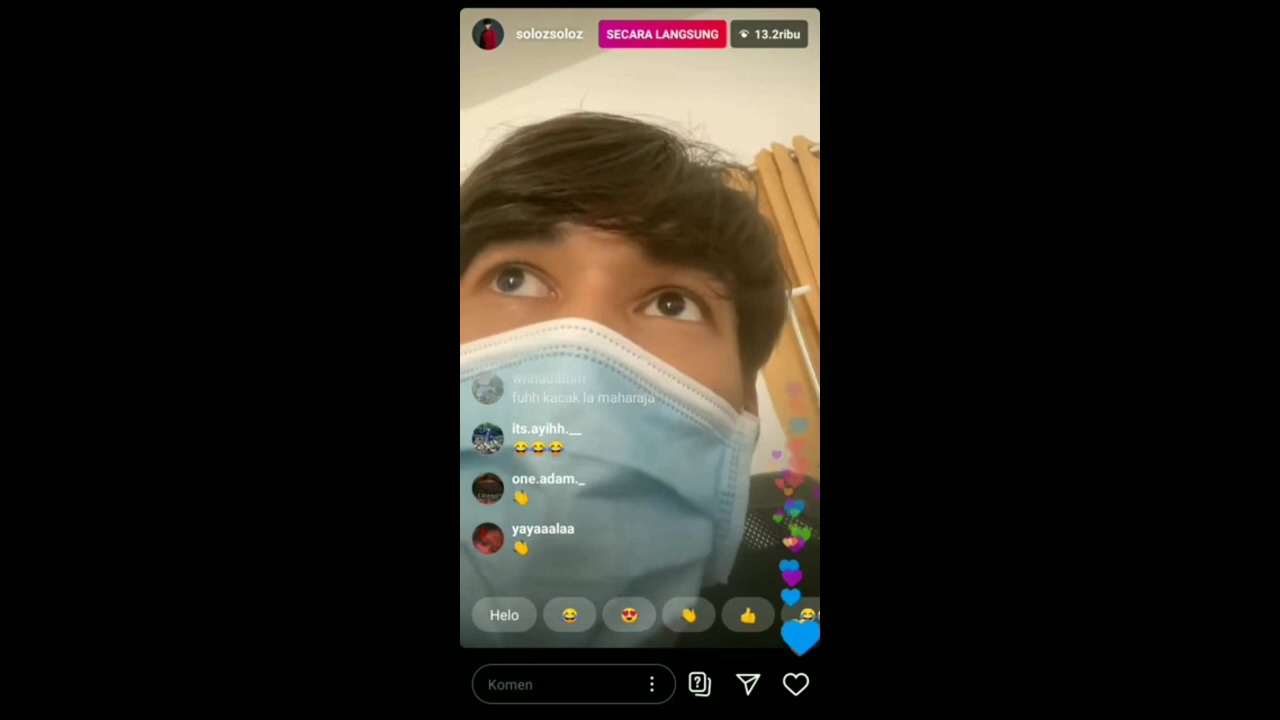 solozsoloz SECARA LANGSUNG 13.2ribu
fuhh kacak la maharaja
its.ayihh.__
😂😂😂
one.adam._
👏
yayaaalaa
👏
Helo 😂 😍 👏 👍 😂
Komen